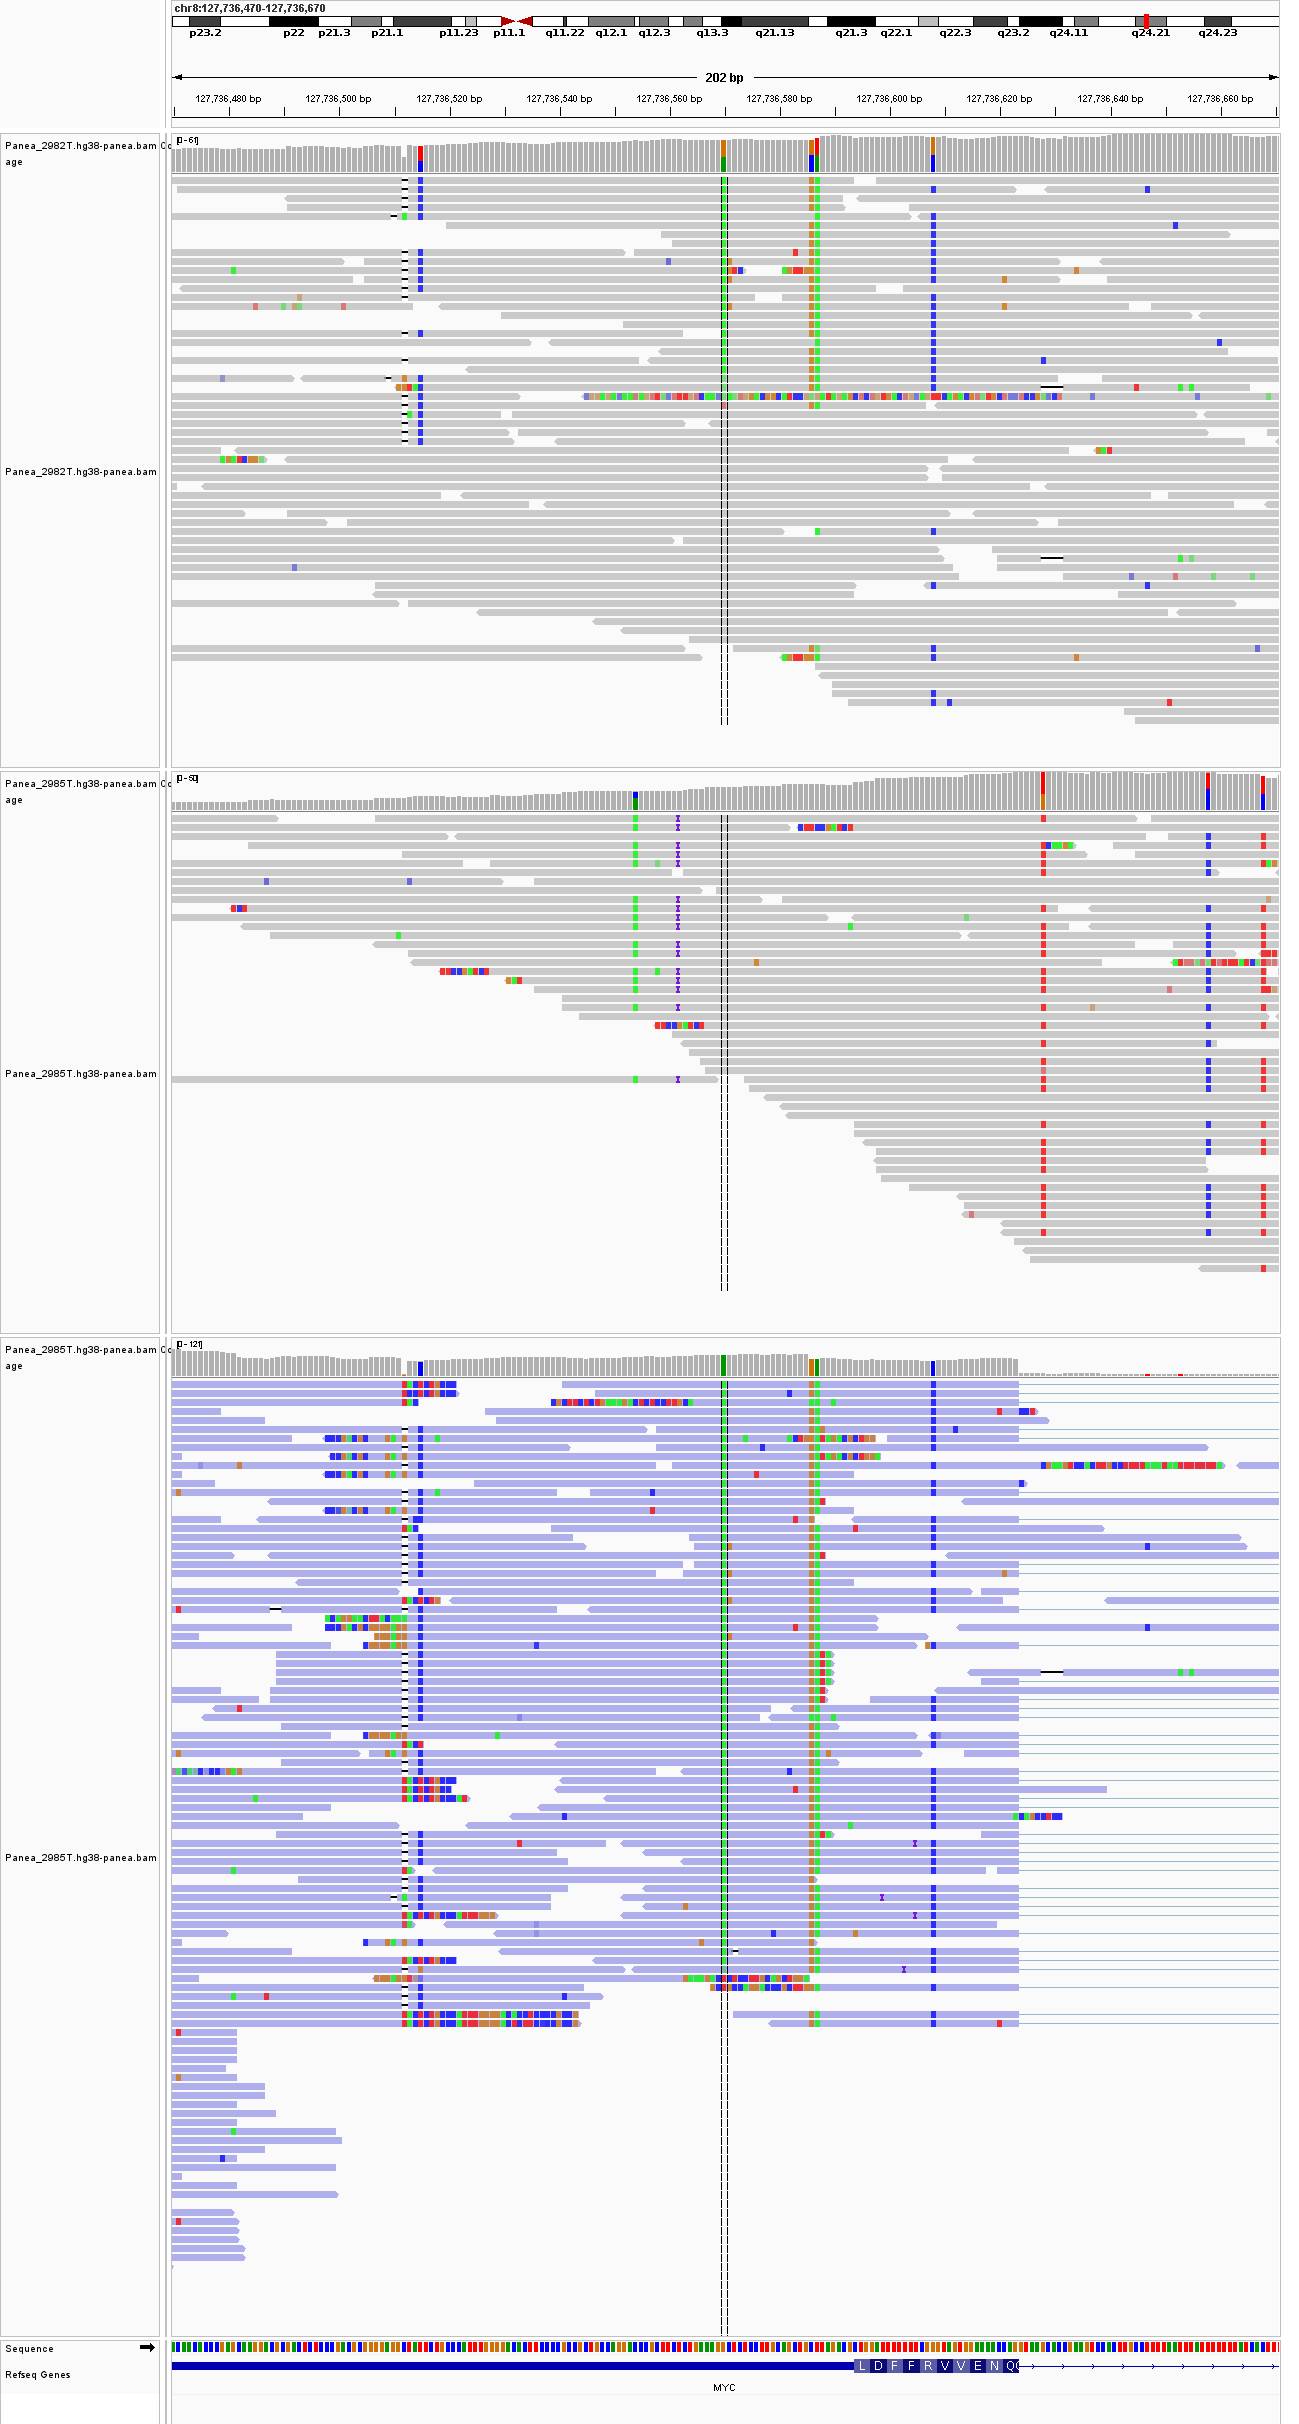 chr8:127,736,470-127,736,670
p23.2 p22 p21.3 p21.1 p11.23 p11.1 q11.22 q12.1 q12.3 q13.3 q21.13 q21.3 q22.1 q22.3 q23.2 q24.11 q24.21 q24.23
202 bp
127,736,480 bp 127,736,500 bp 127,736,520 bp 127,736,540 bp 127,736,560 bp 127,736,580 bp 127,736,600 bp 127,736,620 bp 127,736,640 bp 127,736,660 bp
Panea_2982T.hg38-panea.bam Co
age
[0 - 61]
Panea_2982T.hg38-panea.bam
Panea_2985T.hg38-panea.bam Co
age
[0 - 50]
Panea_2985T.hg38-panea.bam
Panea_2985T.hg38-panea.bam Co
age
[0 - 121]
Panea_2985T.hg38-panea.bam
Sequence
Refseq Genes
L D F F R V V E N Q
MYC